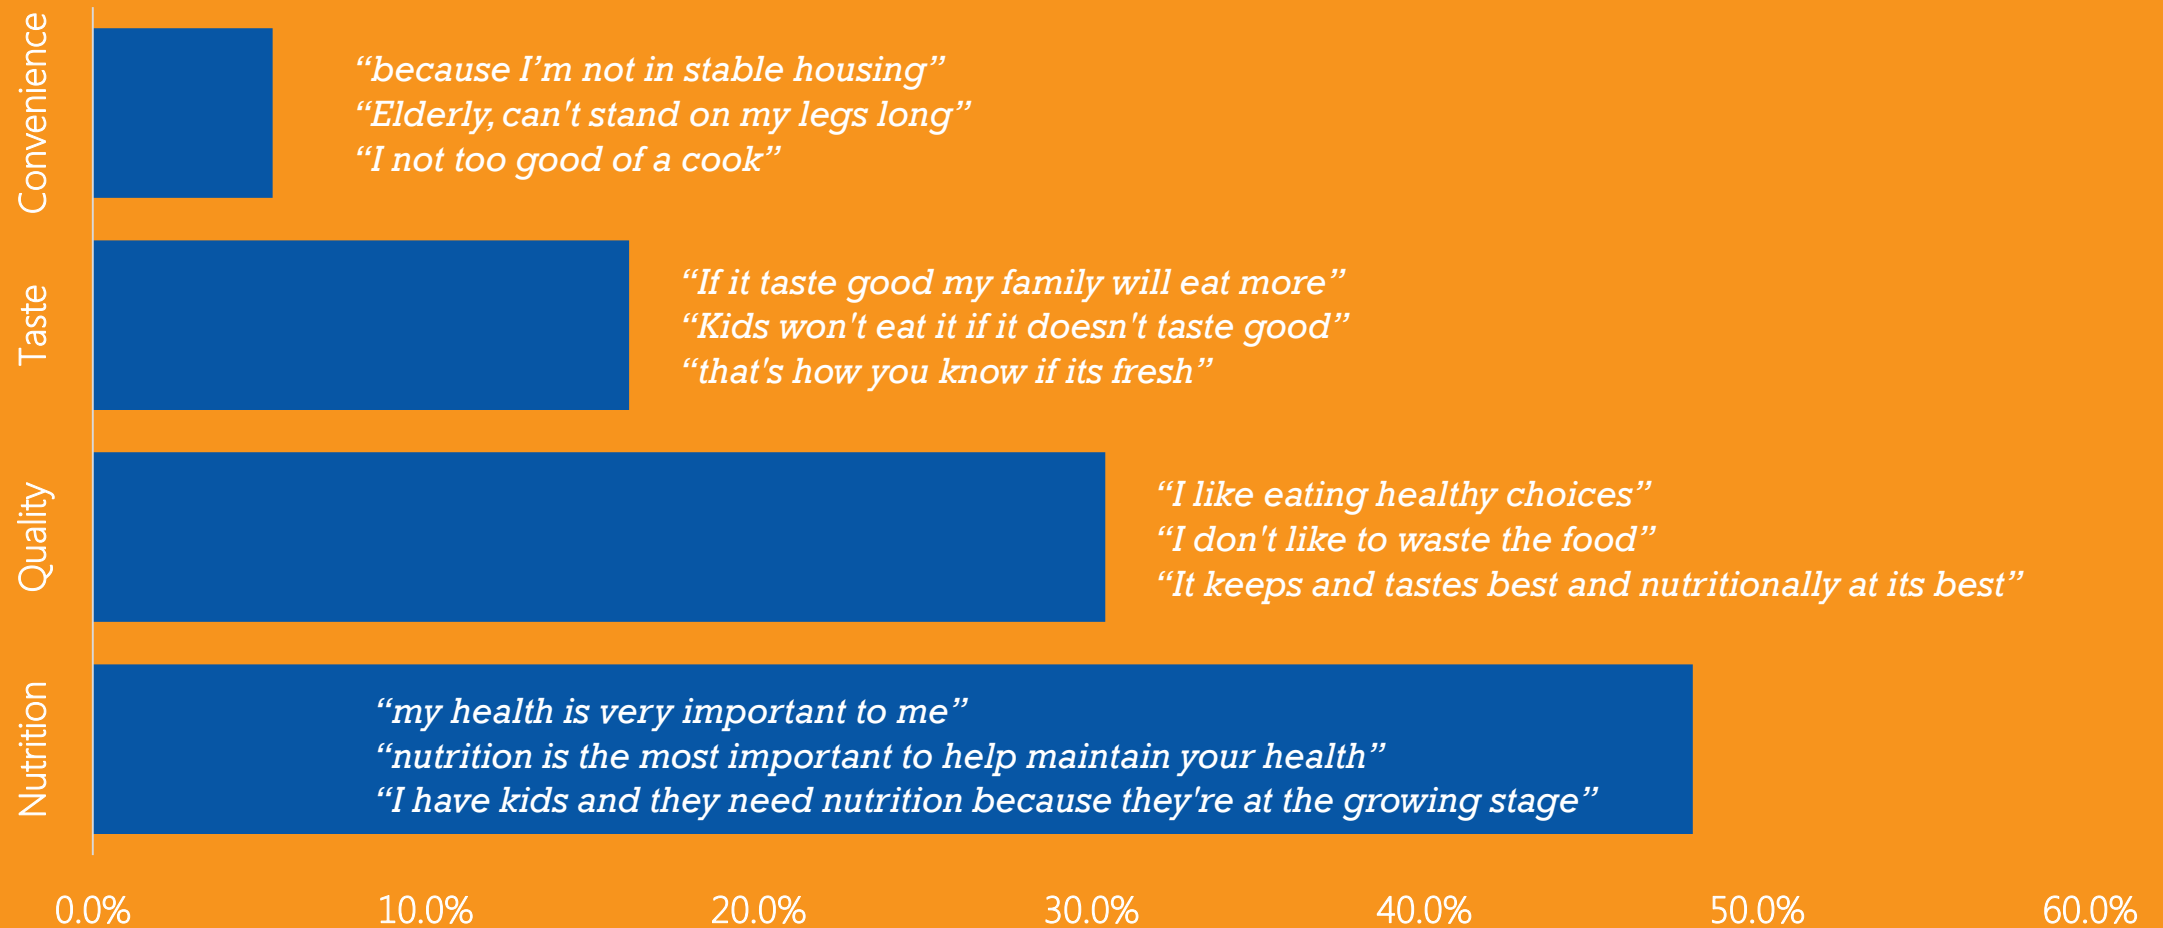 Convenience
“because I’m not in stable housing”
“Elderly, can't stand on my legs long”
“I not too good of a cook”
Taste
“If it taste good my family will eat more”
“Kids won't eat it if it doesn't taste good”
“that's how you know if its fresh”
Quality
“I like eating healthy choices”
“I don't like to waste the food”
“It keeps and tastes best and nutritionally at its best”
Nutrition
“my health is very important to me”
“nutrition is the most important to help maintain your health”
“I have kids and they need nutrition because they're at the growing stage”
0.0% 10.0% 20.0% 30.0% 40.0% 50.0% 60.0%